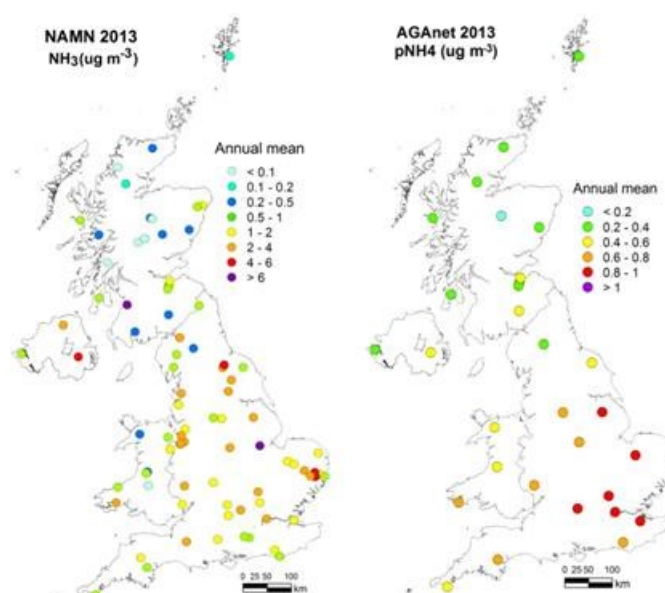 NAMN 2013
NH3(ug m-3)
Annual mean
< 0.1
0.1 - 0.2
0.2 - 0.5
0.5 - 1
1 - 2
2 - 4
4 - 6
> 6
km
0 25 50 100
AGAnet 2013
pNH4 (ug m-3)
Annual mean
< 0.2
0.2 - 0.4
0.4 - 0.6
0.6 - 0.8
0.8 - 1
> 1
km
0 25 50 100